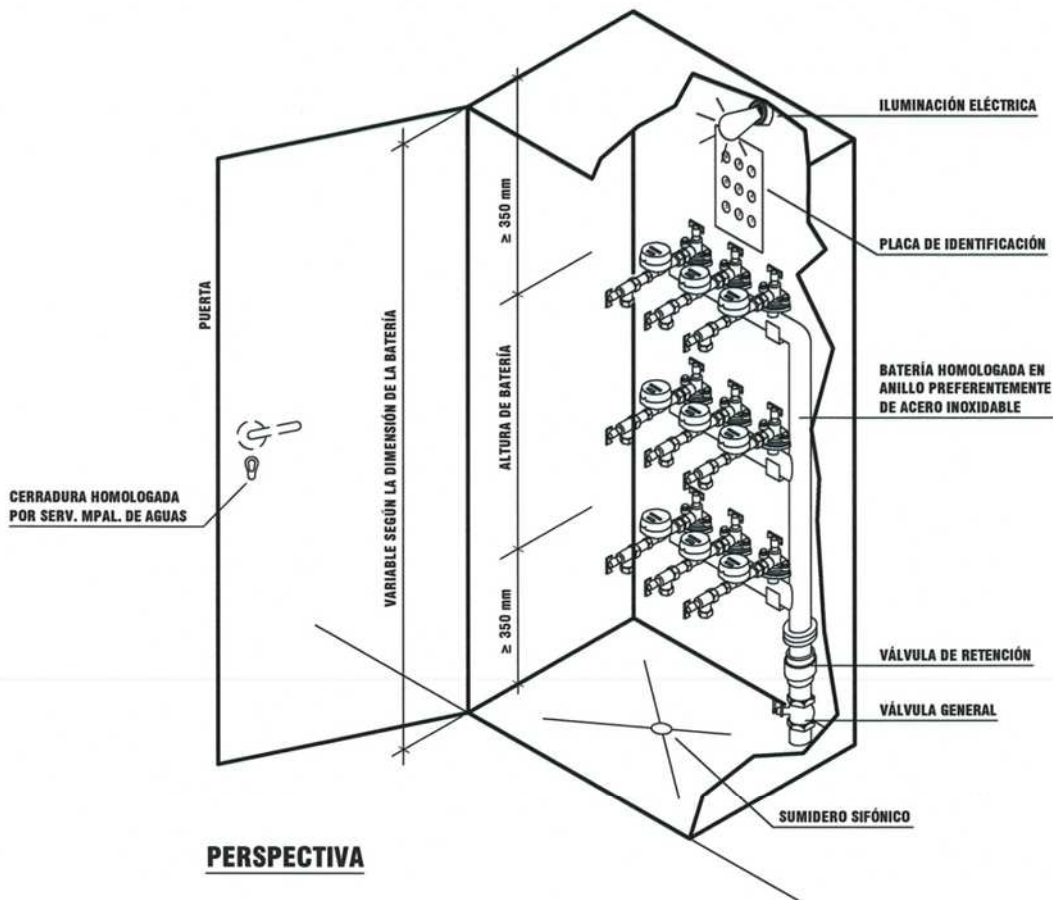 ILUMINACIÓN ELÉCTRICA
PLACA DE IDENTIFICACIÓN
PUERTA
VARIABLE SEGÚN LA DIMENSIÓN DE LA BATERÍA
≥ 350 mm
ALTURA DE BATERÍA
≥ 350 mm
BATERÍA HOMOLOGADA EN
ANILLO PREFERENTEMENTE
DE ACERO INOXIDABLE
CERRADURA HOMOLOGADA
POR SERV. MPAL. DE AGUAS
VÁLVULA DE RETENCIÓN
VÁLVULA GENERAL
SUMIDERO SIFÓNICO
PERSPECTIVA